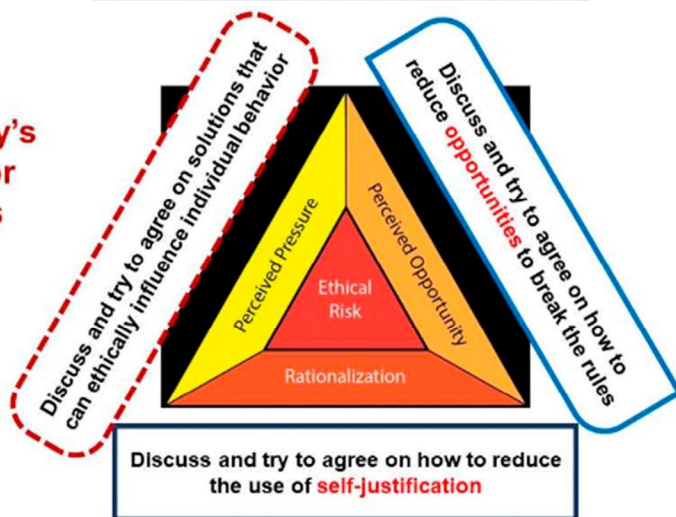 y's
or
s
Discuss and try to agree on solutions that
can ethically influence individual behavior
Discuss and try to agree on how to
reduce opportunities to break the rules
Perceived Pressure
Perceived Opportunity
Ethical
Risk
Rationalization
Discuss and try to agree on how to reduce
the use of self-justification